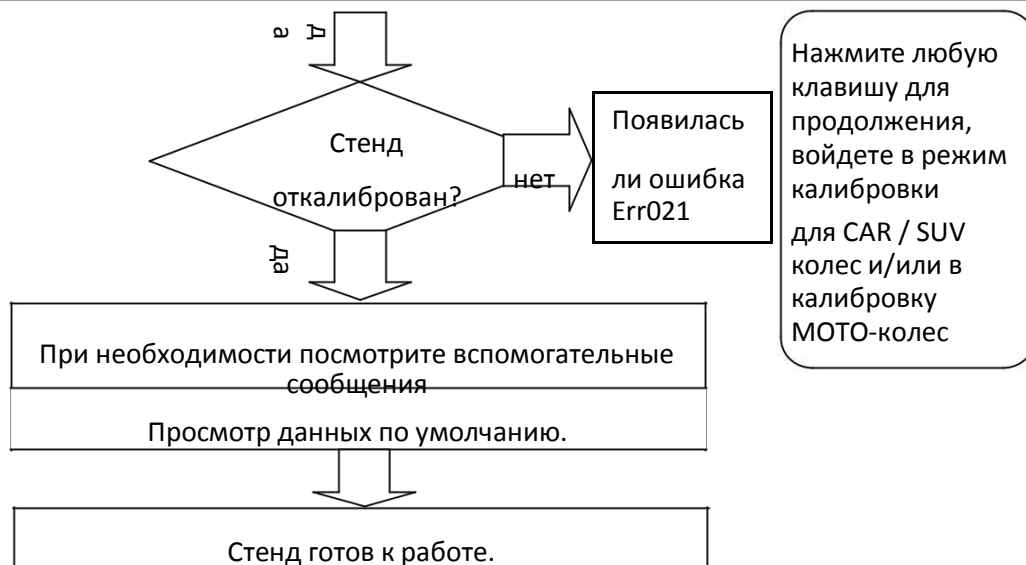 да
Стенд
откалиброван?
нет
да
Появилась
ли ошибка
Err021
Нажмите любую
клавишу для
продолжения,
войдете в режим
калибровки
для CAR / SUV
колес и/или в
калибровку
МОТО-колес
При необходимости посмотрите вспомогательные
сообщения
Просмотр данных по умолчанию.
Стенд готов к работе.